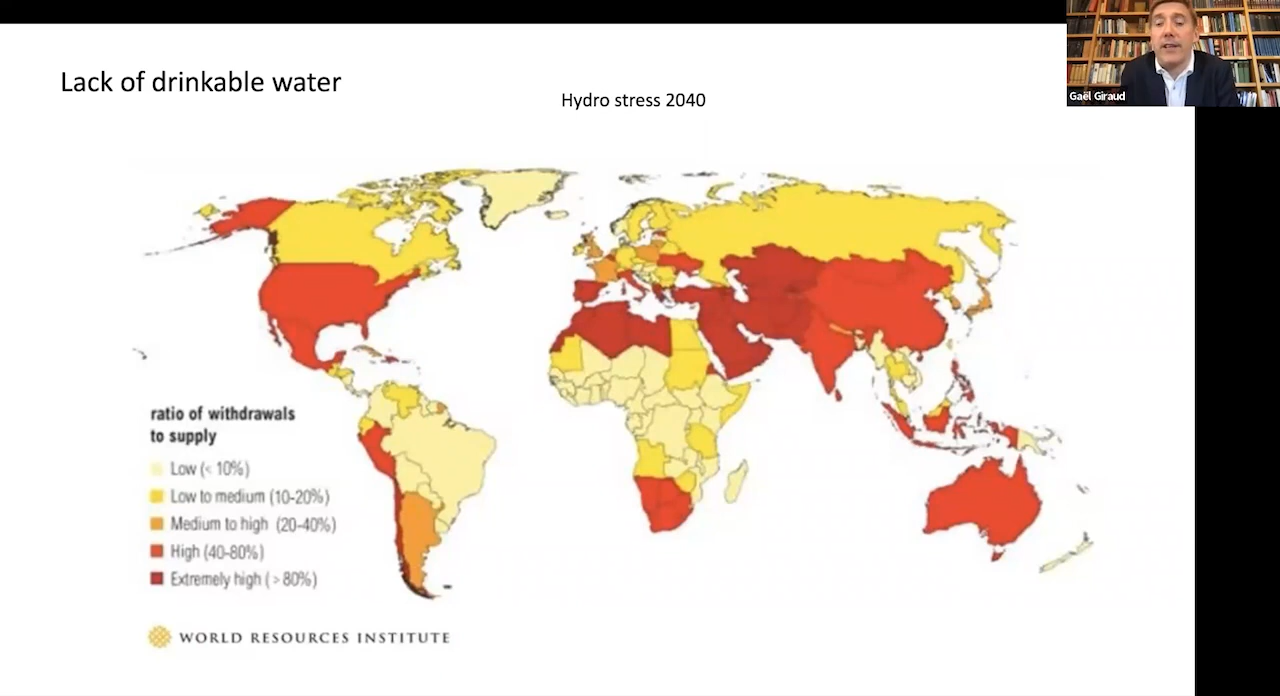 Lack of drinkable water
Hydro stress 2040
Gaël Giraud
ratio of withdrawals
to supply
Low (< 10%)
Low to medium (10-20%)
Medium to high (20-40%)
High (40-80%)
Extremely high ( > 80%)
WORLD RESOURCES INSTITUTE